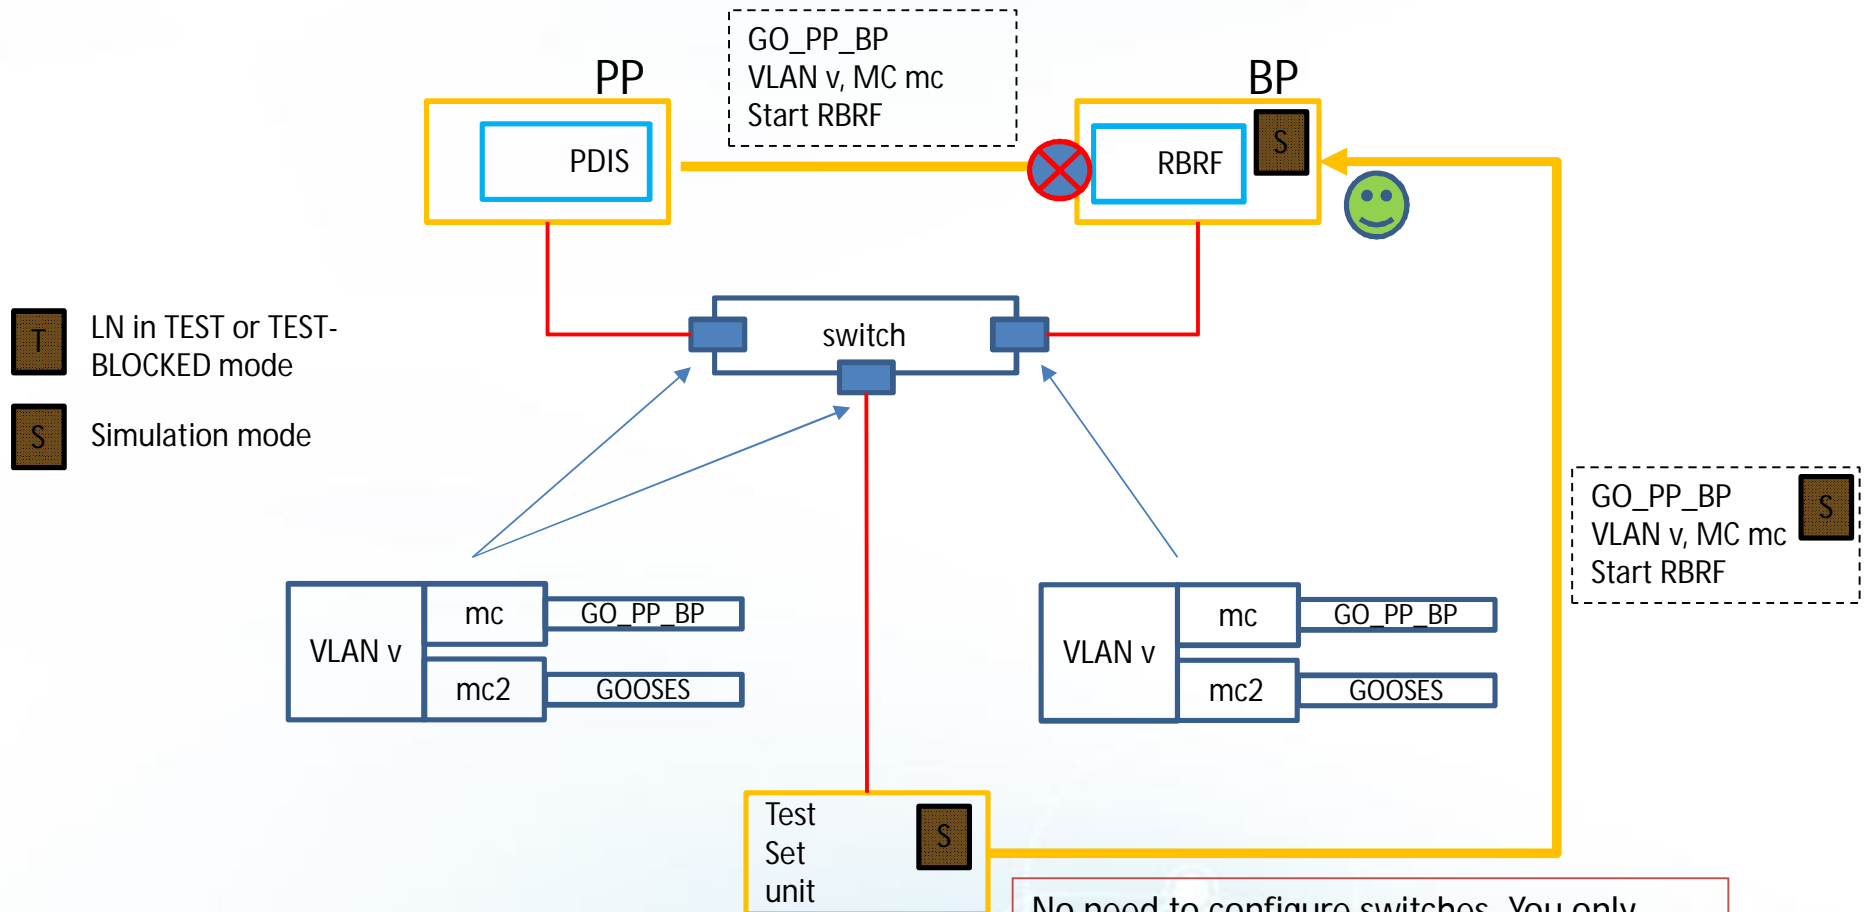 GO_PP_BP
VLAN v, MC mc
Start RBRF
PP
BP
PDIS
RBRF
S
switch
T
LN in TEST or TEST-
BLOCKED mode
S
Simulation mode
GO_PP_BP
VLAN v, MC mc
Start RBRF
S
VLAN v
mc
GO_PP_BP
mc2
GOOSES
VLAN v
mc
GO_PP_BP
mc2
GOOSES
Test
Set
unit
S
No need to configure switches. You only